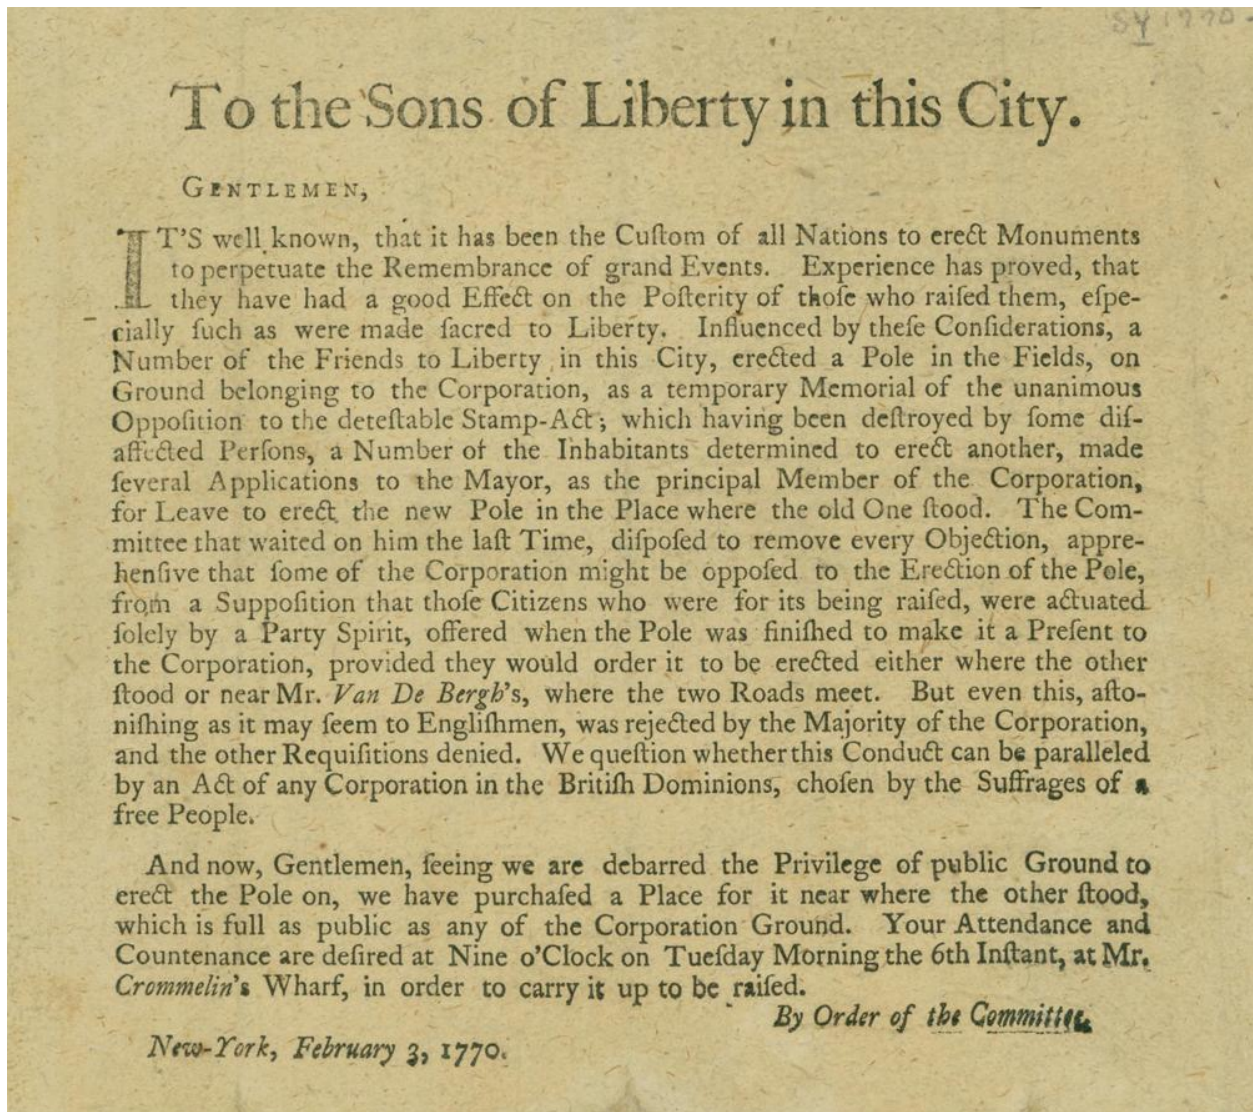 SY 1770-
To the Sons of Liberty in this City.
GENTLEMEN,
IT'S well known, that it has been the Cuſtom of all Nations to erect Monuments
to perpetuate the Remembrance of grand Events. Experience has proved, that
they have had a good Effect on the Poſterity of thoſe who raiſed them, eſpe-
cially ſuch as were made ſacred to Liberty. Influenced by theſe Conſiderations, a
Number of the Friends to Liberty in this City, erected a Pole in the Fields, on
Ground belonging to the Corporation, as a temporary Memorial of the unanimous
Oppoſition to the deteſtable Stamp-Act; which having been deſtroyed by ſome diſ-
affected Perſons, a Number of the Inhabitants determined to erect another, made
ſeveral Applications to the Mayor, as the principal Member of the Corporation,
for Leave to erect the new Pole in the Place where the old One ſtood. The Com-
mittee that waited on him the laſt Time, diſpoſed to remove every Objection, appre-
henſive that ſome of the Corporation might be oppoſed to the Erection of the Pole,
from a Suppoſition that thoſe Citizens who were for its being raiſed, were actuated
ſolely by a Party Spirit, offered when the Pole was finiſhed to make it a Preſent to
the Corporation, provided they would order it to be erected either where the other
ſtood or near Mr. Van De Bergh's, where the two Roads meet. But even this, aſto-
niſhing as it may ſeem to Engliſhmen, was rejected by the Majority of the Corporation,
and the other Requiſitions denied. We queſtion whether this Conduct can be paralleled
by an Act of any Corporation in the Britiſh Dominions, choſen by the Suffrages of a
free People.
And now, Gentlemen, ſeeing we are debarred the Privilege of public Ground to
erect the Pole on, we have purchaſed a Place for it near where the other ſtood,
which is full as public as any of the Corporation Ground. Your Attendance and
Countenance are deſired at Nine o'Clock on Tueſday Morning the 6th Inſtant, at Mr.
Crommelin's Wharf, in order to carry it up to be raiſed.
By Order of the Committee.
New-York, February 3, 1770.